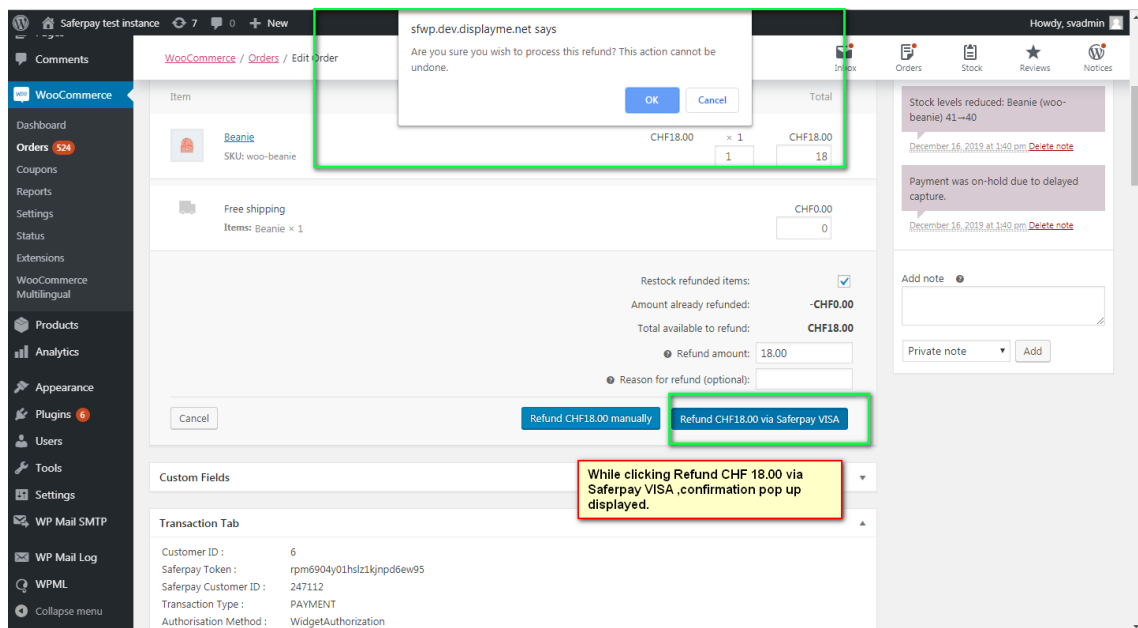 Saferpay test instance
7
0
New
Howdy, svadmin
sfwp.dev.displayme.net says
Are you sure you wish to process this refund? This action cannot be
undone.
OK
Cancel
Comments
WooCommerce
Dashboard
Orders 524
Coupons
Reports
Settings
Status
Extensions
WooCommerce
Multilingual
Products
Analytics
Appearance
Plugins 6
Users
Tools
Settings
WP Mail SMTP
WP Mail Log
WPML
Collapse menu
WooCommerce / Orders / Edit Order
Inbox
Orders
Stock
Reviews
Notices
Item
Total
Beanie
CHF18.00
× 1
CHF18.00
SKU: woo-beanie
1
18
Free shipping
CHF0.00
Items: Beanie × 1
0
Restock refunded items:
Amount already refunded:
-CHF0.00
Total available to refund:
CHF18.00
Refund amount:
18.00
Reason for refund (optional):
Cancel
Refund CHF18.00 manually
Refund CHF18.00 via Saferpay VISA
While clicking Refund CHF 18.00 via
Saferpay VISA ,confirmation pop up
displayed.
Custom Fields
Transaction Tab
Customer ID :
6
Saferpay Token :
rpm6904y01hslz1kjnpd6ew95
Saferpay Customer ID :
247112
Transaction Type :
PAYMENT
Authorisation Method :
WidgetAuthorization
Stock levels reduced: Beanie (woo-
beanie) 41→40
December 16, 2019 at 1:40 pm Delete note
Payment was on-hold due to delayed
capture.
December 16, 2019 at 1:40 pm Delete note
Add note
Private note
Add